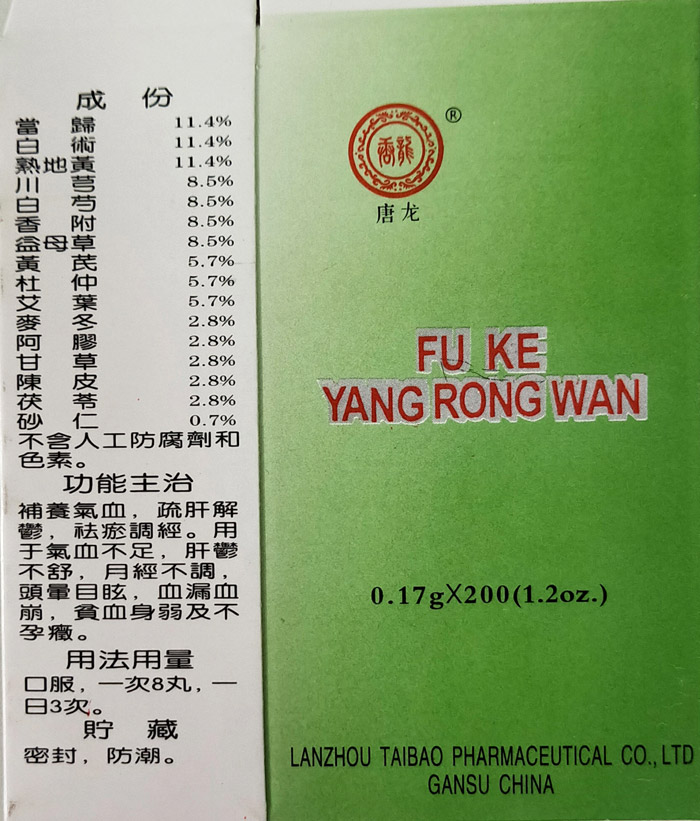 成 份
當 歸 11.4%
白 術 11.4%
熟地黃 11.4%
川 芎 8.5%
白 芍 8.5%
香 附 8.5%
益母草 8.5%
黃 芪 5.7%
杜 仲 5.7%
艾 葉 5.7%
麥 冬 2.8%
阿 膠 2.8%
甘 草 2.8%
陳 皮 2.8%
茯 苓 2.8%
砂 仁 0.7%
不含人工防腐劑和
色素。
功能主治
補養氣血，疏肝解
鬱，祛瘀調經。用
于氣血不足，肝鬱
不舒，月經不調，
頭暈目眩，血漏血
崩，貧血身弱及不
孕癥。
用法用量
口服，一次8丸，一
日3次。
貯 藏
密封，防潮。
®
唐龙
FU KE
YANG RONG WAN
0.17gX200(1.2oz.)
LANZHOU TAIBAO PHARMACEUTICAL CO., LTD
GANSU CHINA